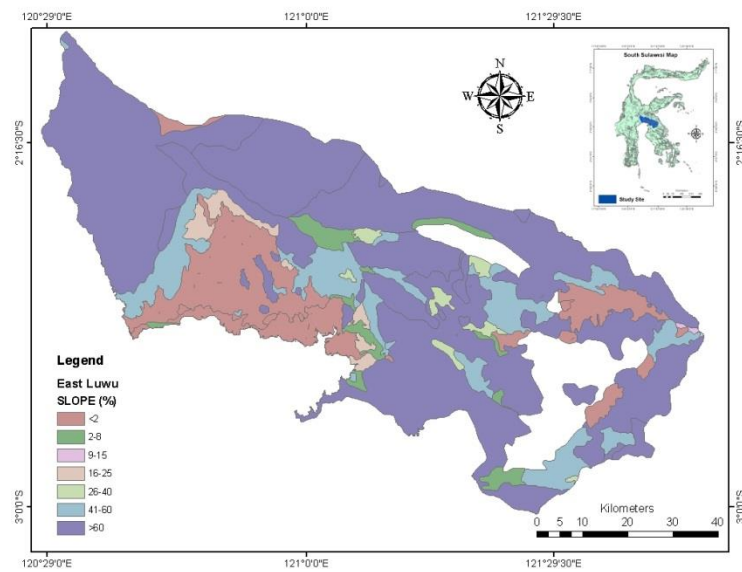 120°29'0"E
121°0'0"E
121°29'30"E
2°16'30"S
2°16'30"S
N
W
E
S
South Sulawesi Map
Study Site
Legend
East Luwu
SLOPE (%)
<2
2-8
9-15
16-25
26-40
41-60
>60
Kilometers
0
5
10
20
30
40
3°0'0"S
3°0'0"S
120°29'0"E
121°0'0"E
121°29'30"E